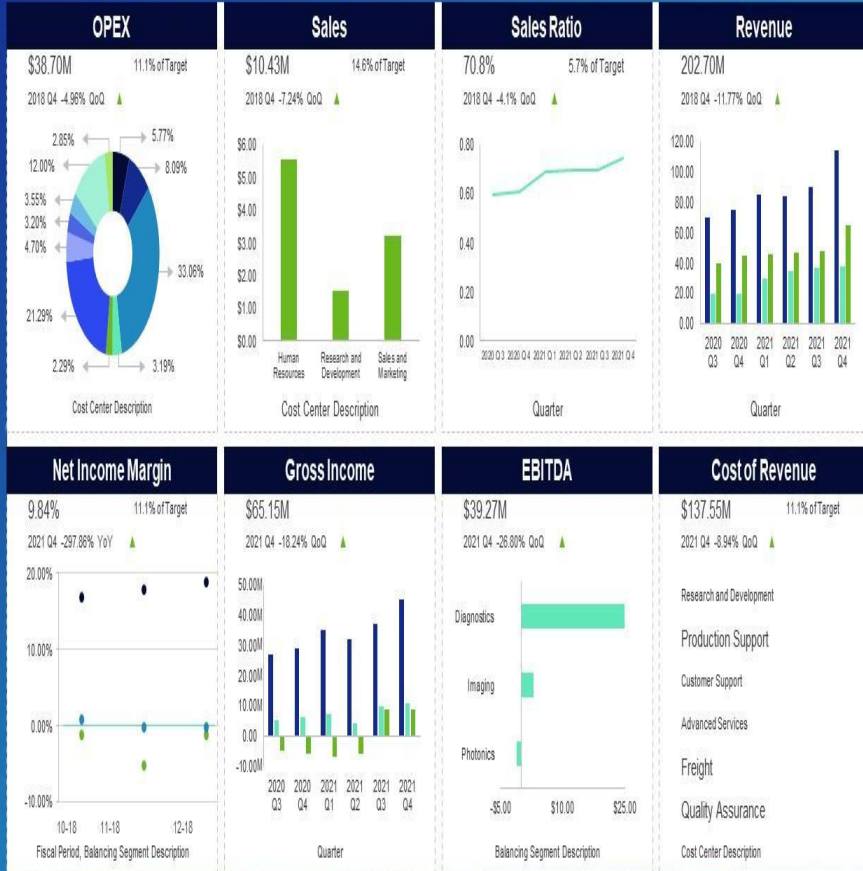 OPEX
$38.70M 11.1% of Target
2018 Q4 -4.96% QoQ
2.85% 5.77%
12.00% 8.09%
3.55%
3.20%
4.70%
33.06%
21.29%
2.29% 3.19%
Cost Center Description
Sales
$10.43M 14.6% of Target
2018 Q4 -7.24% QoQ
$6.00
$5.00
$4.00
$3.00
$2.00
$1.00
$0.00
Human Research and Sales and
Resources Development Marketing
Cost Center Description
Sales Ratio
70.8% 5.7% of Target
2018 Q4 -4.1% QoQ
0.80
0.60
0.40
0.20
0.00
2020 Q 3 2020 Q 4 2021 Q 1 2021 Q 2 2021 Q 3 2021 Q 4
Quarter
Revenue
202.70M
2018 Q4 -11.77% QoQ
120.00
100.00
80.00
60.00
40.00
20.00
0.00
2020 2020 2021 2021 2021 2021
Q3 Q4 Q1 Q2 Q3 Q4
Quarter
Net Income Margin
9.84% 11.1% of Target
2021 Q4 -297.86% YoY
20.00%
10.00%
0.00%
-10.00%
10-18 11-18 12-18
Fiscal Period, Balancing Segment Description
Gross Income
$65.15M
2021 Q4 -18.24% QoQ
50.00M
40.00M
30.00M
20.00M
10.00M
0.00
-10.00M
2020 2020 2021 2021 2021 2021
Q3 Q4 Q1 Q2 Q3 Q4
Quarter
EBITDA
$39.27M
2021 Q4 -26.80% QoQ
Diagnostics
Imaging
Photonics
-$5.00 $10.00 $25.00
Balancing Segment Description
Cost of Revenue
$137.55M 11.1% of Target
2021 Q4 -8.94% QoQ
Research and Development
Production Support
Customer Support
Advanced Services
Freight
Quality Assurance
Cost Center Description